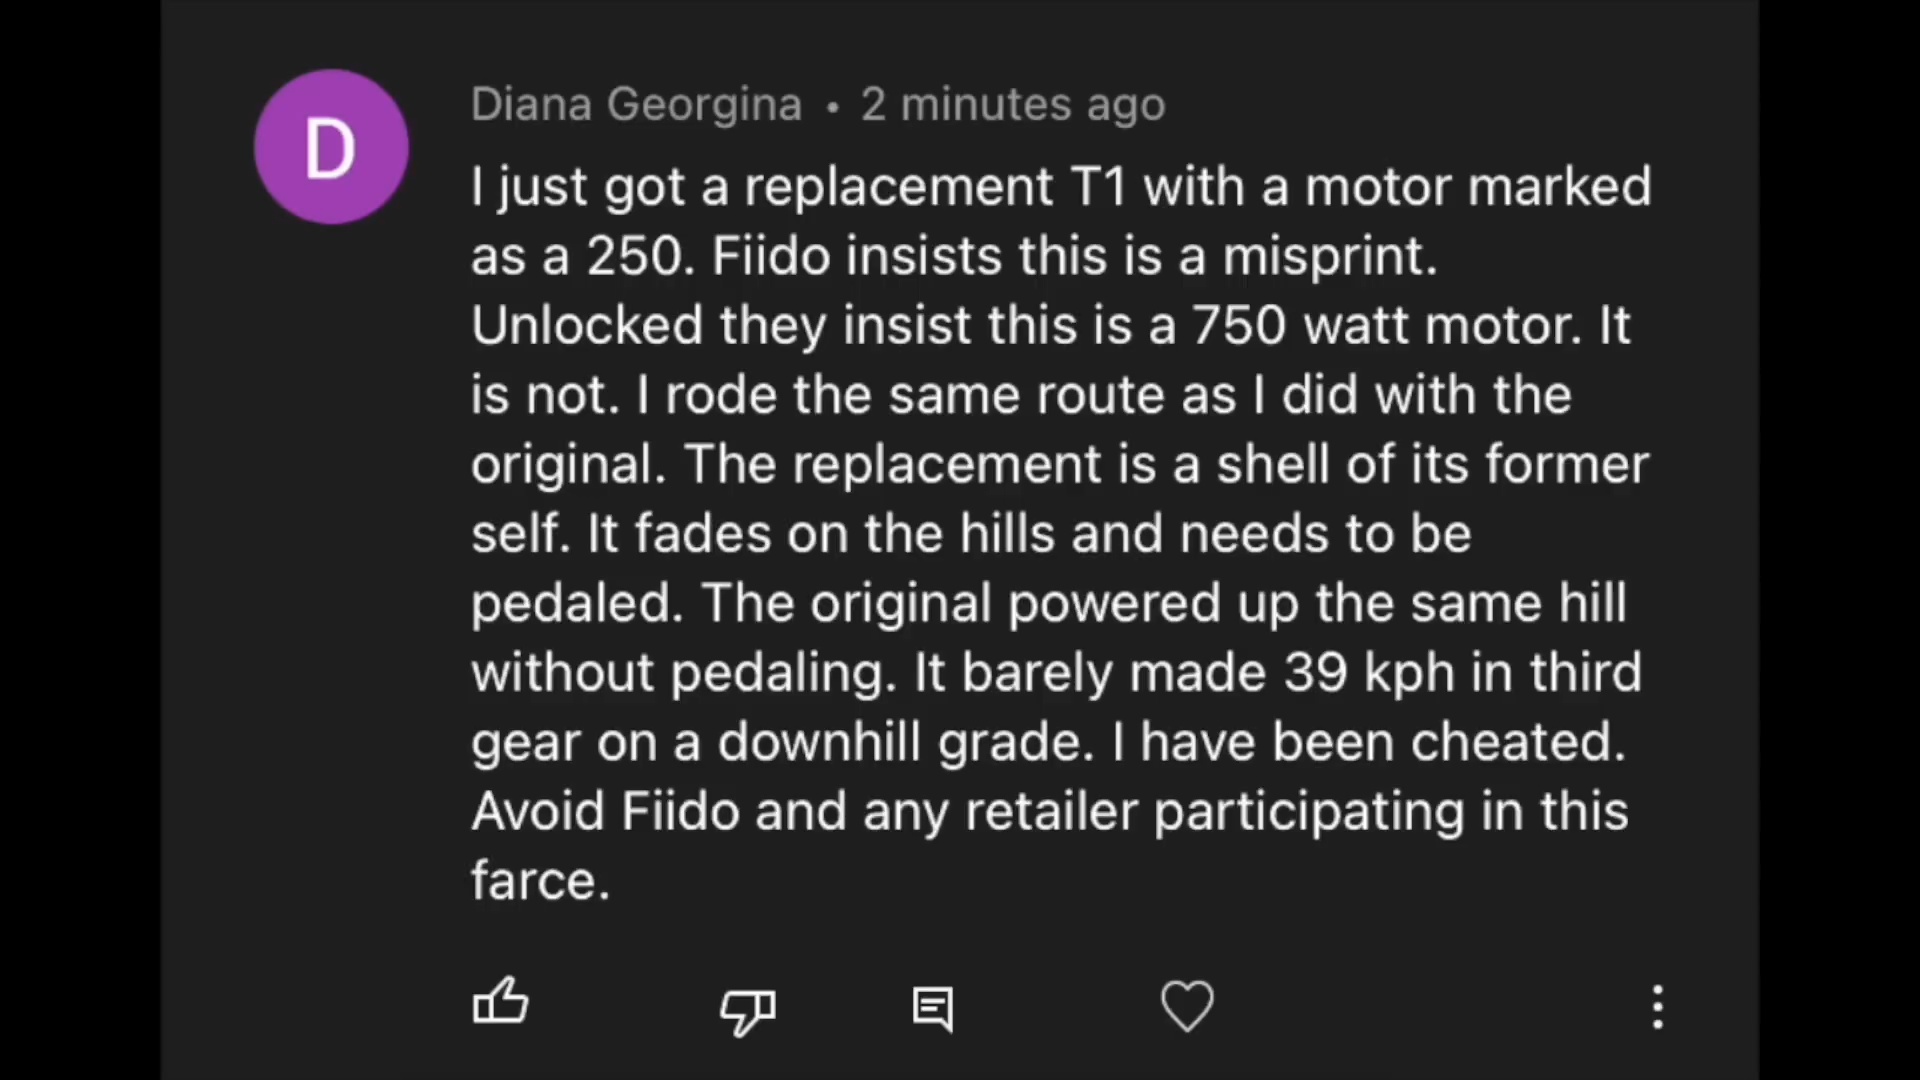 D
Diana Georgina • 2 minutes ago
I just got a replacement T1 with a motor marked
as a 250. Fiido insists this is a misprint.
Unlocked they insist this is a 750 watt motor. It
is not. I rode the same route as I did with the
original. The replacement is a shell of its former
self. It fades on the hills and needs to be
pedaled. The original powered up the same hill
without pedaling. It barely made 39 kph in third
gear on a downhill grade. I have been cheated.
Avoid Fiido and any retailer participating in this
farce.